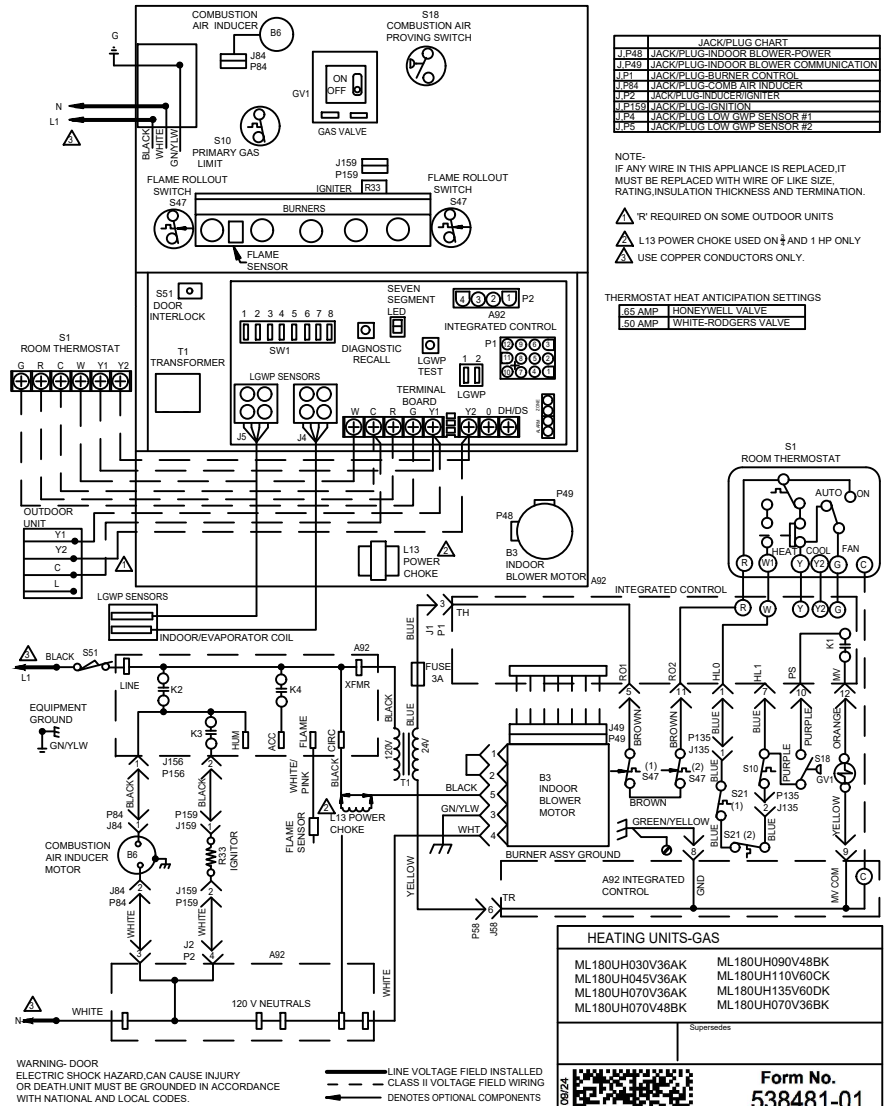 COMBUSTION
AIR INDUCER
B6
J84
P84
S18
COMBUSTION AIR
PROVING SWITCH
G
N
L1
3
BLACK
WHITE
GN/YLW
GV1
ON
OFF
GAS VALVE
S10
PRIMARY GAS
LIMIT
J159
P159
IGNITER
R33
FLAME ROLLOUT
SWITCH
S47
FLAME ROLLOUT
SWITCH
S47
BURNERS
FLAME
SENSOR
JACK/PLUG CHART
J,P48 JACK/PLUG-INDOOR BLOWER-POWER
J,P49 JACK/PLUG-INDOOR BLOWER COMMUNICATION
J,P1 JACK/PLUG-BURNER CONTROL
J,P84 JACK/PLUG-COMB AIR INDUCER
J,P2 JACK/PLUG-INDUCER/IGNITER
J,P159 JACK/PLUG-IGNITION
J,P4 JACK/PLUG LOW GWP SENSOR #1
J,P5 JACK/PLUG LOW GWP SENSOR #2
NOTE-
IF ANY WIRE IN THIS APPLIANCE IS REPLACED,IT
MUST BE REPLACED WITH WIRE OF LIKE SIZE,
RATING,INSULATION THICKNESS AND TERMINATION.
1 'R' REQUIRED ON SOME OUTDOOR UNITS
2 L13 POWER CHOKE USED ON ¾ AND 1 HP ONLY
3 USE COPPER CONDUCTORS ONLY.
THERMOSTAT HEAT ANTICIPATION SETTINGS
.65 AMP HONEYWELL VALVE
.50 AMP WHITE-RODGERS VALVE
S51
DOOR
INTERLOCK
T1
TRANSFORMER
1 2 3 4 5 6 7 8
SW1
SEVEN
SEGMENT
LED
DIAGNOSTIC
RECALL
LGWP
TEST
4 3 2 1 P2
A92
INTEGRATED CONTROL
P1
12 9 6 3
11 8 5 2
10 7 4 1
1 2
LGWP
LGWP SENSORS
J5
J4
TERMINAL
BOARD
W C R G Y1 Y2 0 DH/DS
S1
ROOM THERMOSTAT
G R C W Y1 Y2
OUTDOOR
UNIT
Y1
Y2
C
L
1
L13
POWER
CHOKE
2
P49
P48
B3
INDOOR
BLOWER MOTOR
A92
S1
ROOM THERMOSTAT
AUTO
ON
HEAT
COOL
FAN
R W1 Y Y2 G C
LGWP SENSORS
INDOOR/EVAPORATOR COIL
INTEGRATED CONTROL
R W Y Y2 G
3
BLACK
S51
L1
LINE
K2
K4
A92
XFMR
K3
HUM
ACC
FLAME
CIRC
EQUIPMENT
GROUND
GN/YLW
BLUE
3
J1
P1
TH
FUSE
3A
BLACK
BLUE
120V
24V
T1
RO1
RO2
HL0
HL1
PS
MV
K1
5 11 1 7 10 12
BROWN
BROWN
BLUE
BLUE
PURPLE
ORANGE
P135
J135
1
J49
P49
1
2
5
3
4
B3
INDOOR
BLOWER
MOTOR
(1)
S47
(2)
S47
BROWN
BLUE
S10
PURPLE
S18
GV1
S21
(1)
P135
J135
2
BLUE
BLUE
S21 (2)
YELLOW
1
J156
P156
2
BLACK
BLACK
WHITE/
PINK
BLACK
2
L13 POWER
CHOKE
FLAME
SENSOR
BLACK
GN/YLW
WHT
GREEN/YELLOW
BURNER ASSY GROUND
8
9
P84
J84
1
P159
J159
1
COMBUSTION
AIR INDUCER
MOTOR
B6
R33
IGNITOR
J84
P84
2
J159
P159
2
WHITE
WHITE
J2
P2
3
4
A92
YELLOW
6
TR
P58
J58
A92 INTEGRATED
CONTROL
GND
MV COM
C
3
WHITE
N
120 V NEUTRALS
WHITE
HEATING UNITS-GAS
ML180UH030V36AK ML180UH090V48BK
ML180UH045V36AK ML180UH110V60CK
ML180UH070V36AK ML180UH135V60DK
ML180UH070V48BK ML180UH070V36BK
Supersedes
09/24
Form No.
538481-01
WARNING- DOOR
ELECTRIC SHOCK HAZARD,CAN CAUSE INJURY
OR DEATH.UNIT MUST BE GROUNDED IN ACCORDANCE
WITH NATIONAL AND LOCAL CODES.
LINE VOLTAGE FIELD INSTALLED
CLASS II VOLTAGE FIELD WIRING
DENOTES OPTIONAL COMPONENTS